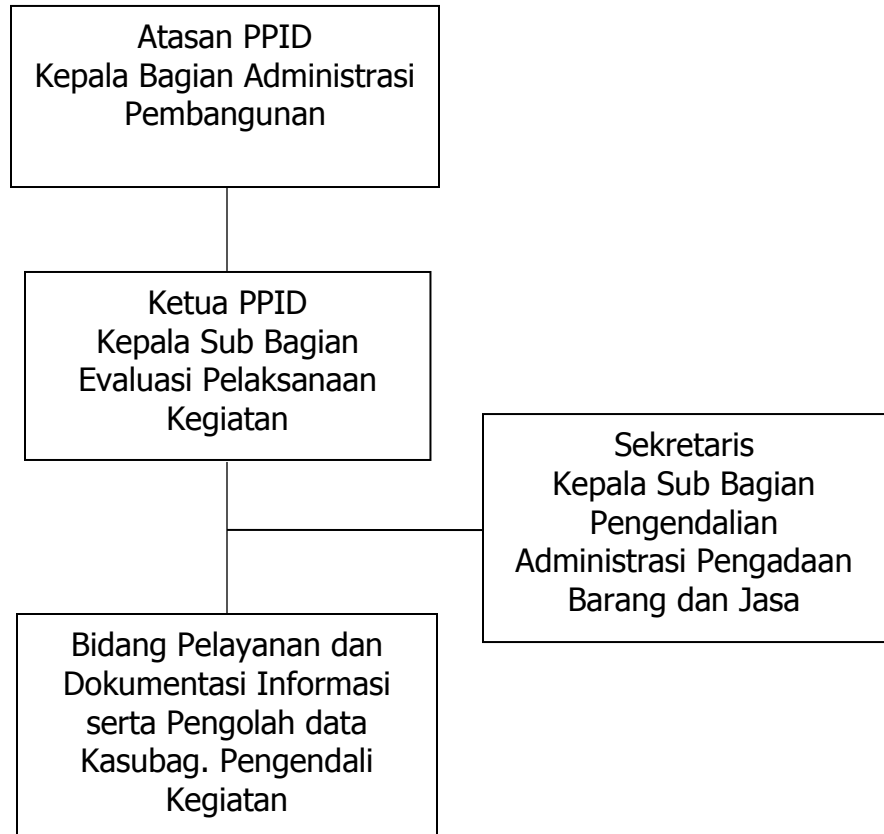 Atasan PPID
Kepala Bagian Administrasi
Pembangunan
Ketua PPID
Kepala Sub Bagian
Evaluasi Pelaksanaan
Kegiatan
Sekretaris
Kepala Sub Bagian
Pengendalian
Administrasi Pengadaan
Barang dan Jasa
Bidang Pelayanan dan
Dokumentasi Informasi
serta Pengolah data
Kasubag. Pengendali
Kegiatan